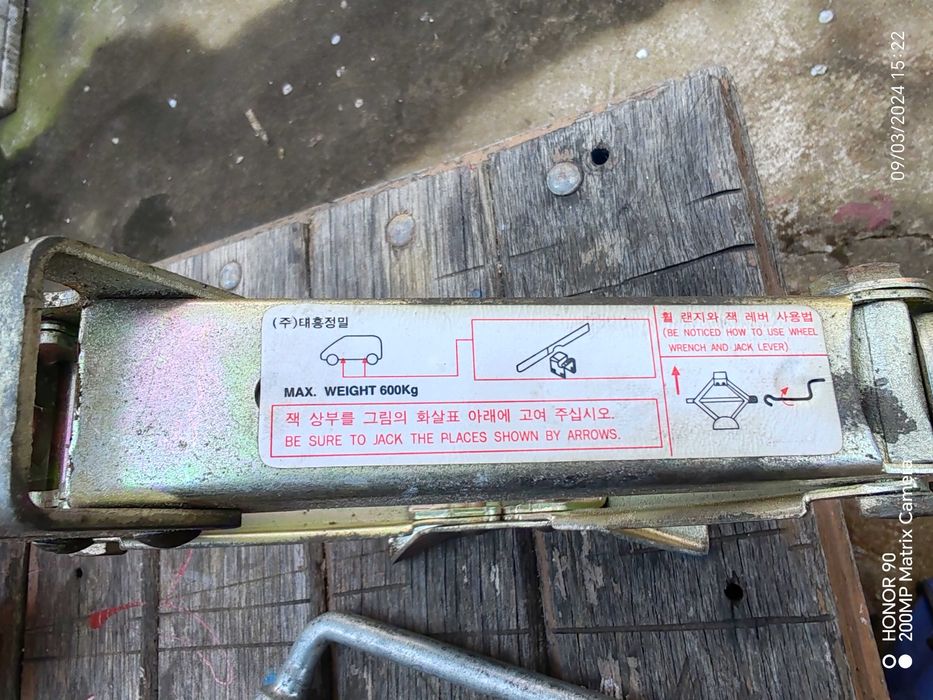 (주)태흥정밀
MAX. WEIGHT 600Kg
잭 상부를 그림의 화살표 아래에 고여 주십시오.
BE SURE TO JACK THE PLACES SHOWN BY ARROWS.
휠 랜지와 잭 레버 사용법
(BE NOTICED HOW TO USE WHEEL
WRENCH AND JACK LEVER)
09/03/2024 15:22
HONOR 90
200MP Matrix Camera